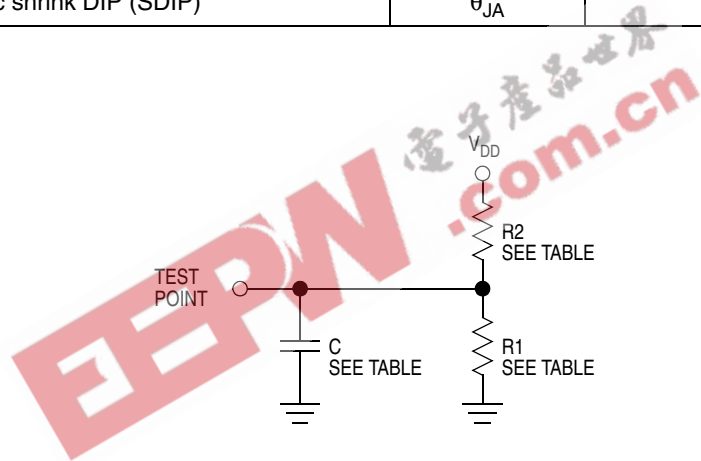 c shrink DIP (SDIP)
θJA
電子產品世界
.com.cn
EEPW
VDD
R2
SEE TABLE
TEST
POINT
C
SEE TABLE
R1
SEE TABLE